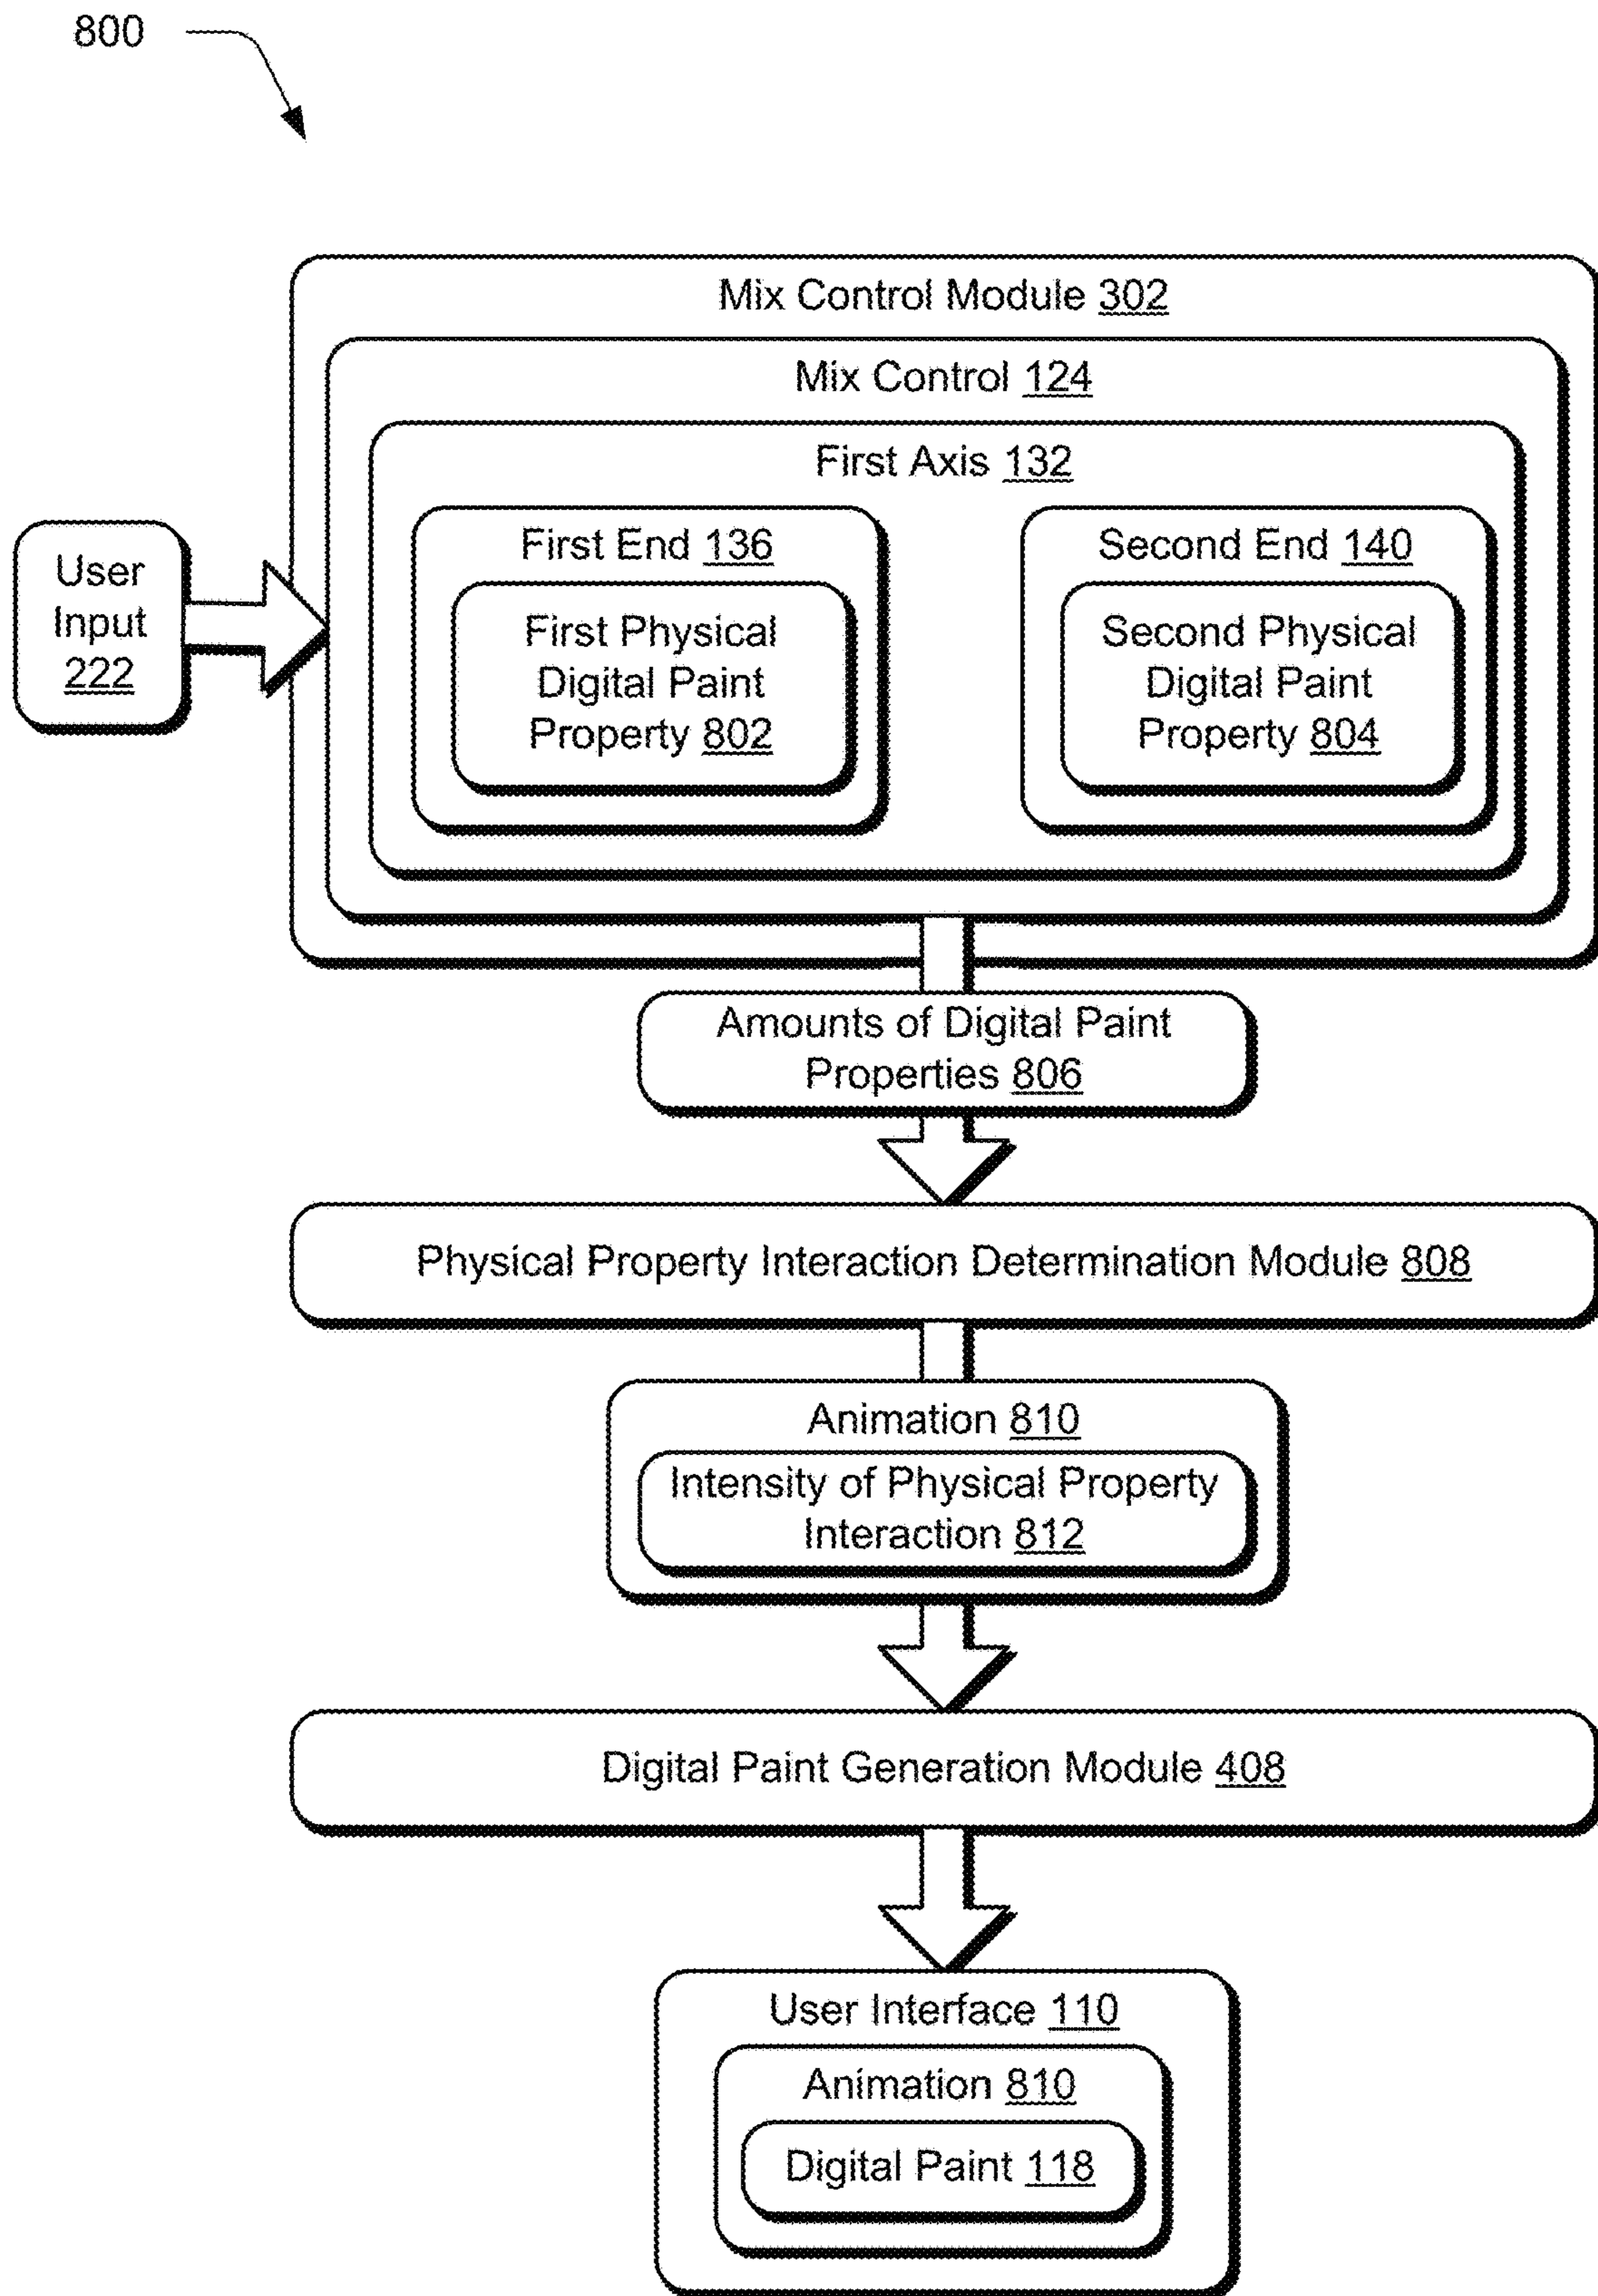 800
Mix Control Module 302
Mix Control 124
First Axis 132
User
Input
222
First End 136
First Physical
Digital Paint
Property 802
Second End 140
Second Physical
Digital Paint
Property 804
Amounts of Digital Paint
Properties 806
Physical Property Interaction Determination Module 808
Animation 810
Intensity of Physical Property
Interaction 812
Digital Paint Generation Module 408
User Interface 110
Animation 810
Digital Paint 118